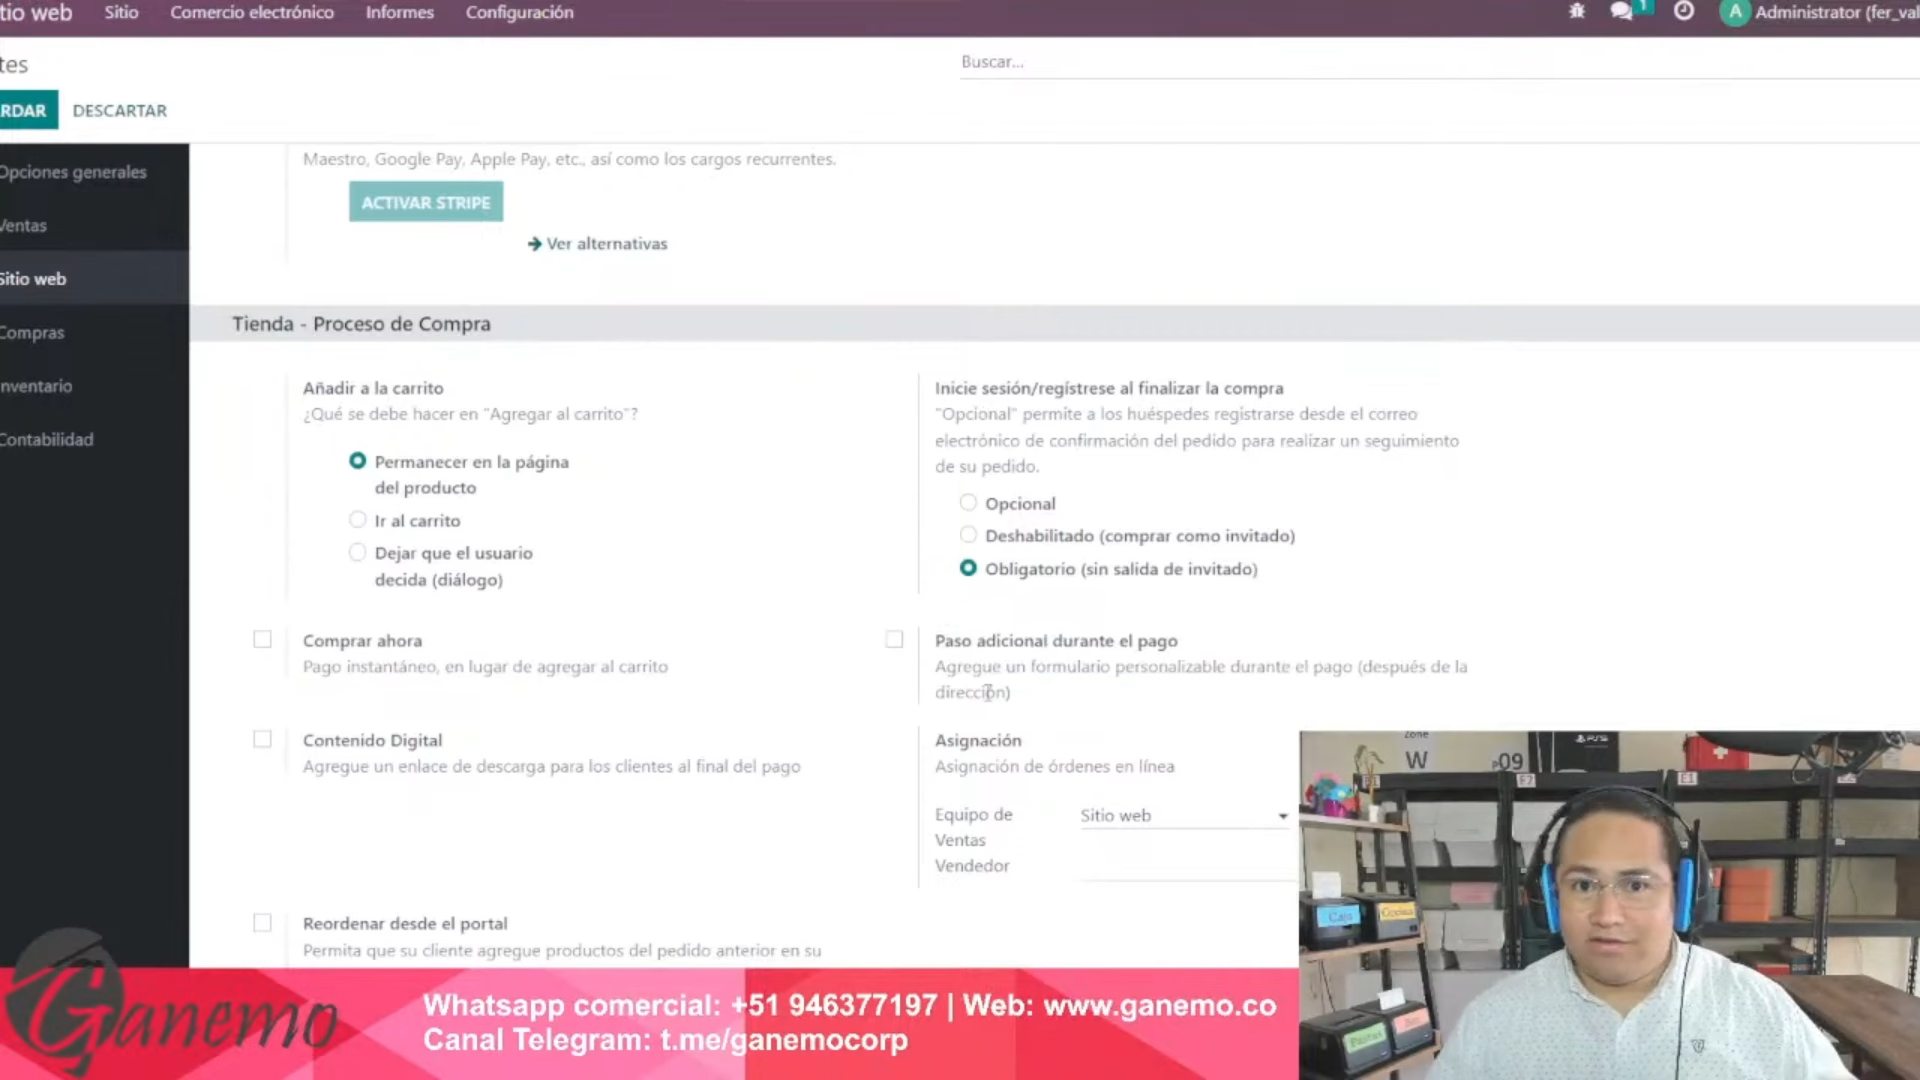 tio web Sitio Comercio electrónico Informes Configuración 1 A Administrator (fer_val
tes
Buscar...
RDAR DESCARTAR
Opciones generales
Ventas
Sitio web
Compras
Inventario
Contabilidad
Maestro, Google Pay, Apple Pay, etc., así como los cargos recurrentes.
ACTIVAR STRIPE
Ver alternativas
Tienda - Proceso de Compra
Añadir a la carrito
¿Qué se debe hacer en "Agregar al carrito"?
Permanecer en la página
del producto
Ir al carrito
Dejar que el usuario
decida (diálogo)
Inicie sesión/regístrese al finalizar la compra
"Opcional" permite a los huéspedes registrarse desde el correo
electrónico de confirmación del pedido para realizar un seguimiento
de su pedido.
Opcional
Deshabilitado (comprar como invitado)
Obligatorio (sin salida de invitado)
Comprar ahora
Pago instantáneo, en lugar de agregar al carrito
Paso adicional durante el pago
Agregue un formulario personalizable durante el pago (después de la
dirección)
Contenido Digital
Agregue un enlace de descarga para los clientes al final del pago
Asignación
Asignación de órdenes en línea
Equipo de
Ventas
Sitio web
Vendedor
Reordenar desde el portal
Permita que su cliente agregue productos del pedido anterior en su
zone
W
P09
F2
E1
Caja
Cocina
Ganemo
Whatsapp comercial: +51 946377197 | Web: www.ganemo.co
Canal Telegram: t.me/ganemocorp